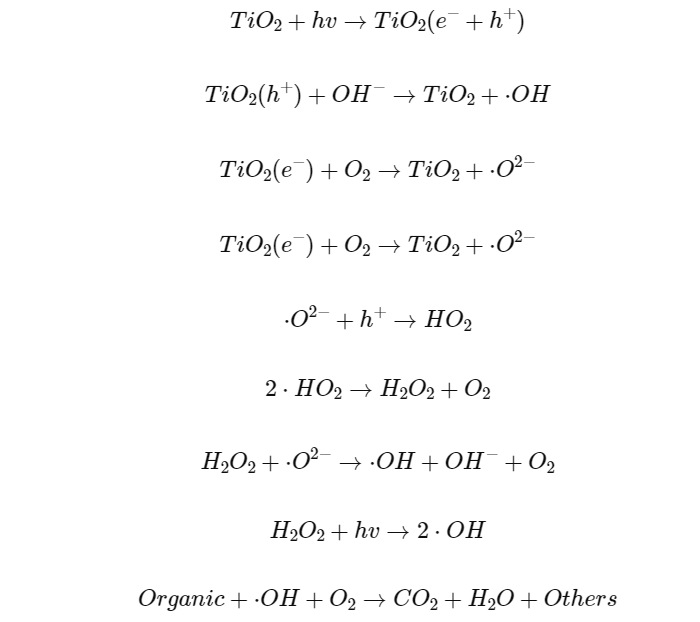 TiO₂ + hv → TiO₂(e⁻ + h⁺)
TiO₂(h⁺) + OH⁻ → TiO₂ + ·OH
TiO₂(e⁻) + O₂ → TiO₂ + ·O²⁻
TiO₂(e⁻) + O₂ → TiO₂ + ·O²⁻
·O²⁻ + h⁺ → HO₂
2 · HO₂ → H₂O₂ + O₂
H₂O₂ + ·O²⁻ → ·OH + OH⁻ + O₂
H₂O₂ + hv → 2 · OH
Organic + ·OH + O₂ → CO₂ + H₂O + Others